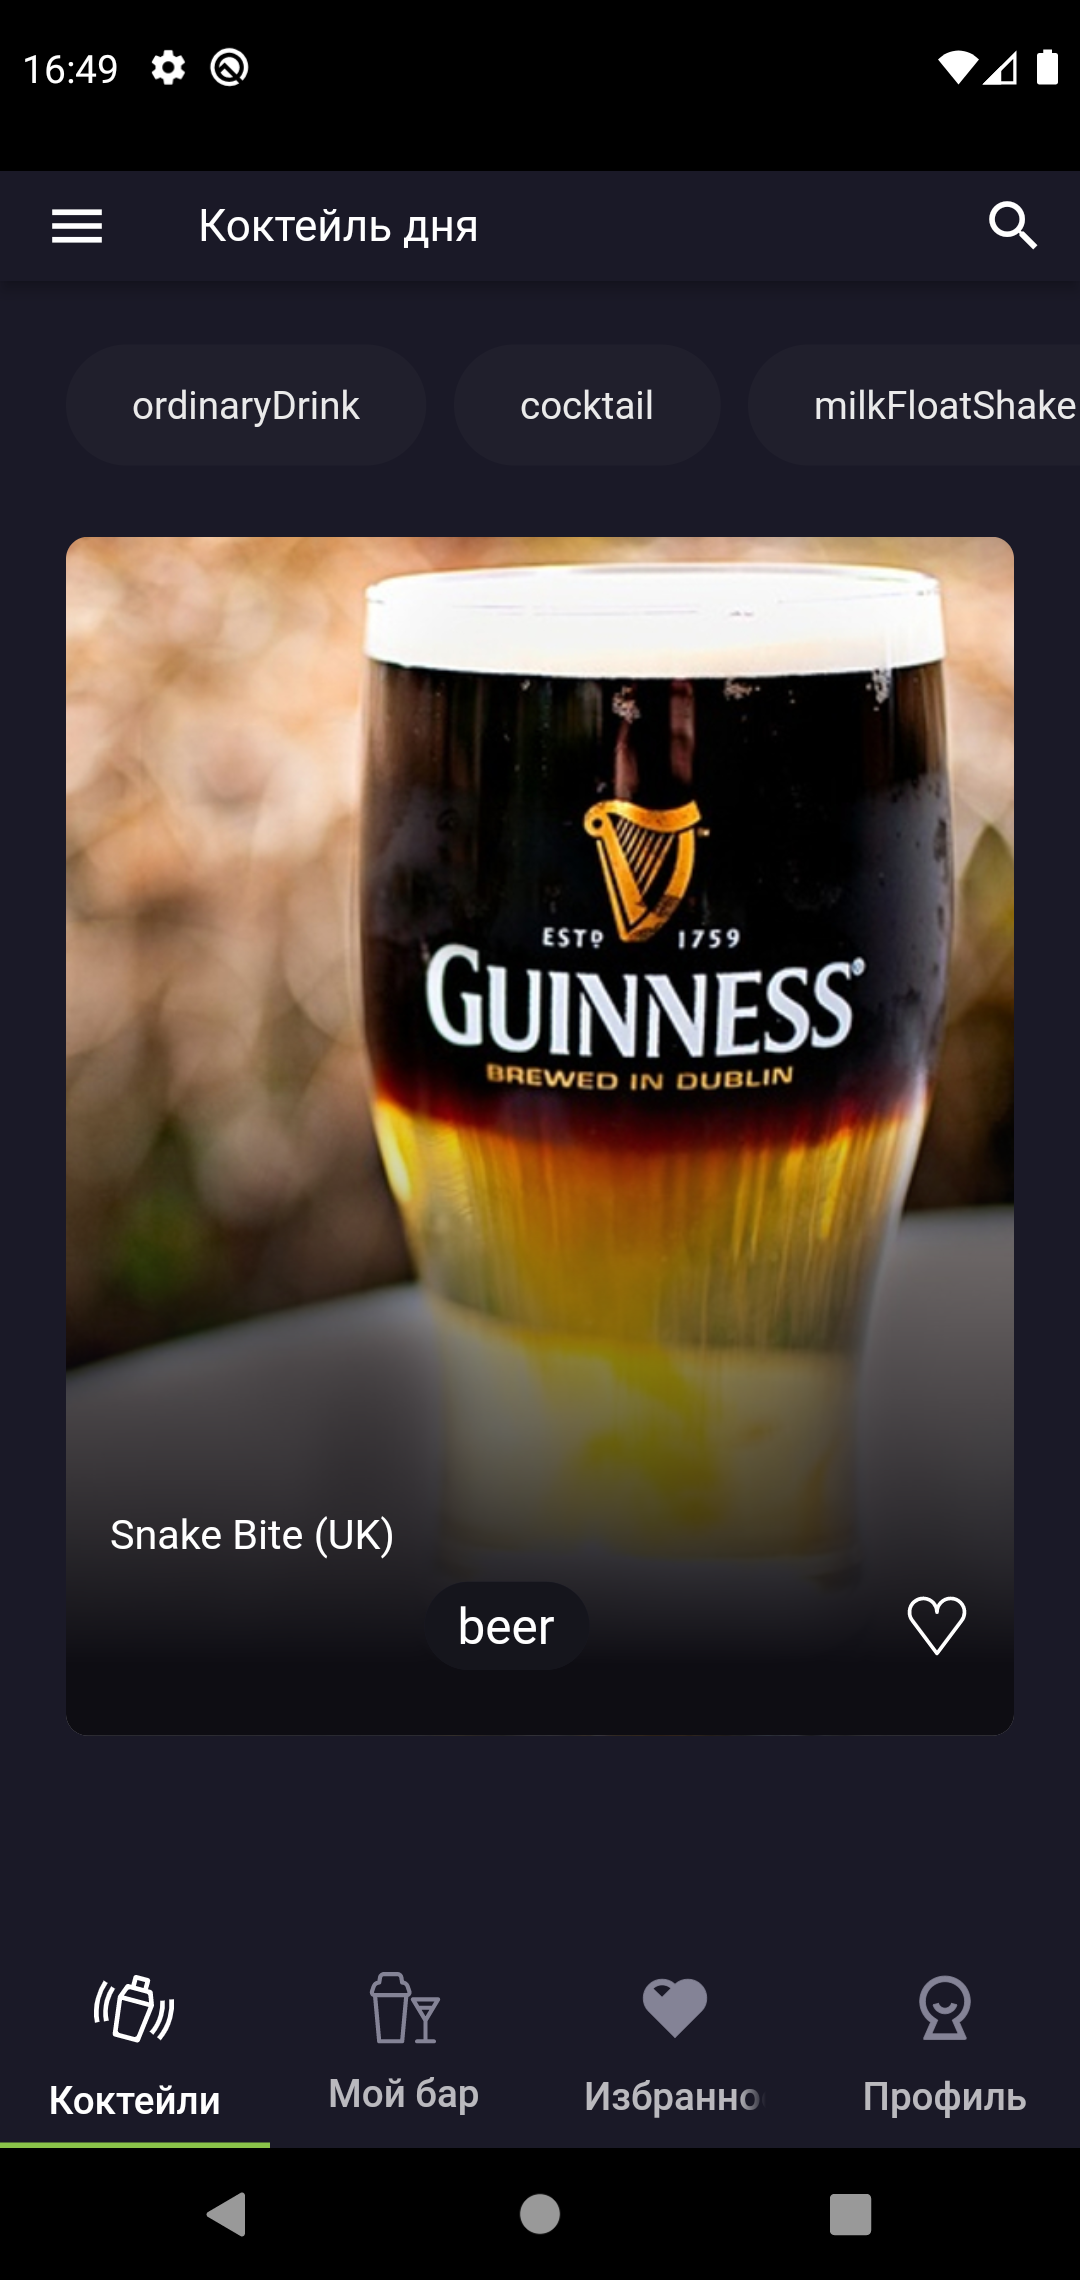 16:49
Коктейль дня
ordinaryDrink
cocktail
milkFloatShake
ESTD 1759
GUINNESS®
BREWED IN DUBLIN
Snake Bite (UK)
beer
Коктейли
Мой бар
Избранно
Профиль